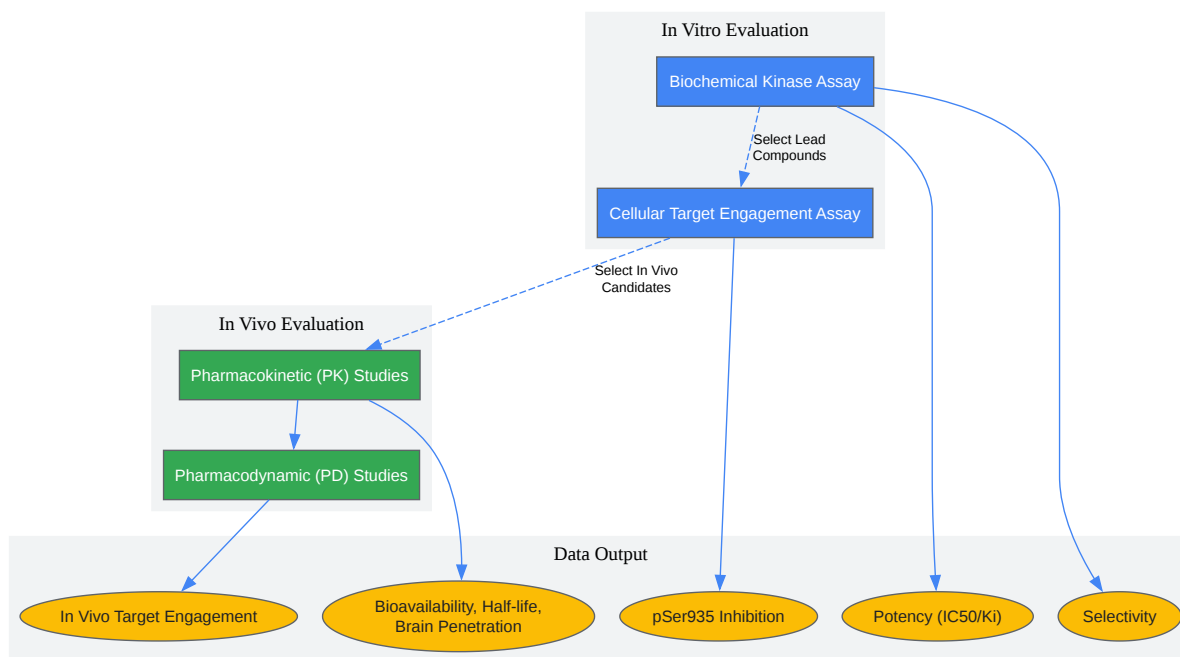 In Vitro Evaluation
Biochemical Kinase Assay
Select Lead
Compounds
Cellular Target Engagement Assay
Select In Vivo
Candidates
In Vivo Evaluation
Pharmacokinetic (PK) Studies
Pharmacodynamic (PD) Studies
Data Output
In Vivo Target Engagement
Bioavailability, Half-life,
Brain Penetration
pSer935 Inhibition
Potency (IC50/Ki)
Selectivity